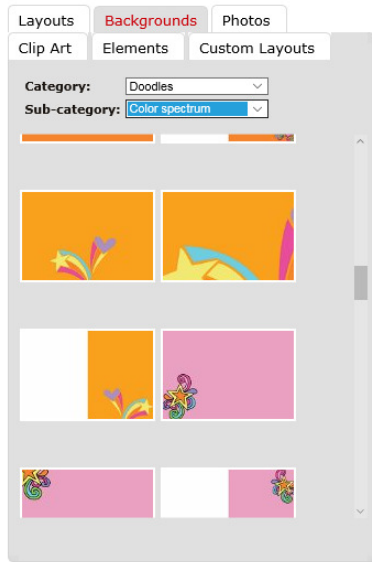 Layouts Backgrounds Photos
Clip Art Elements Custom Layouts
Category: Doodles
Sub-category: Color spectrum